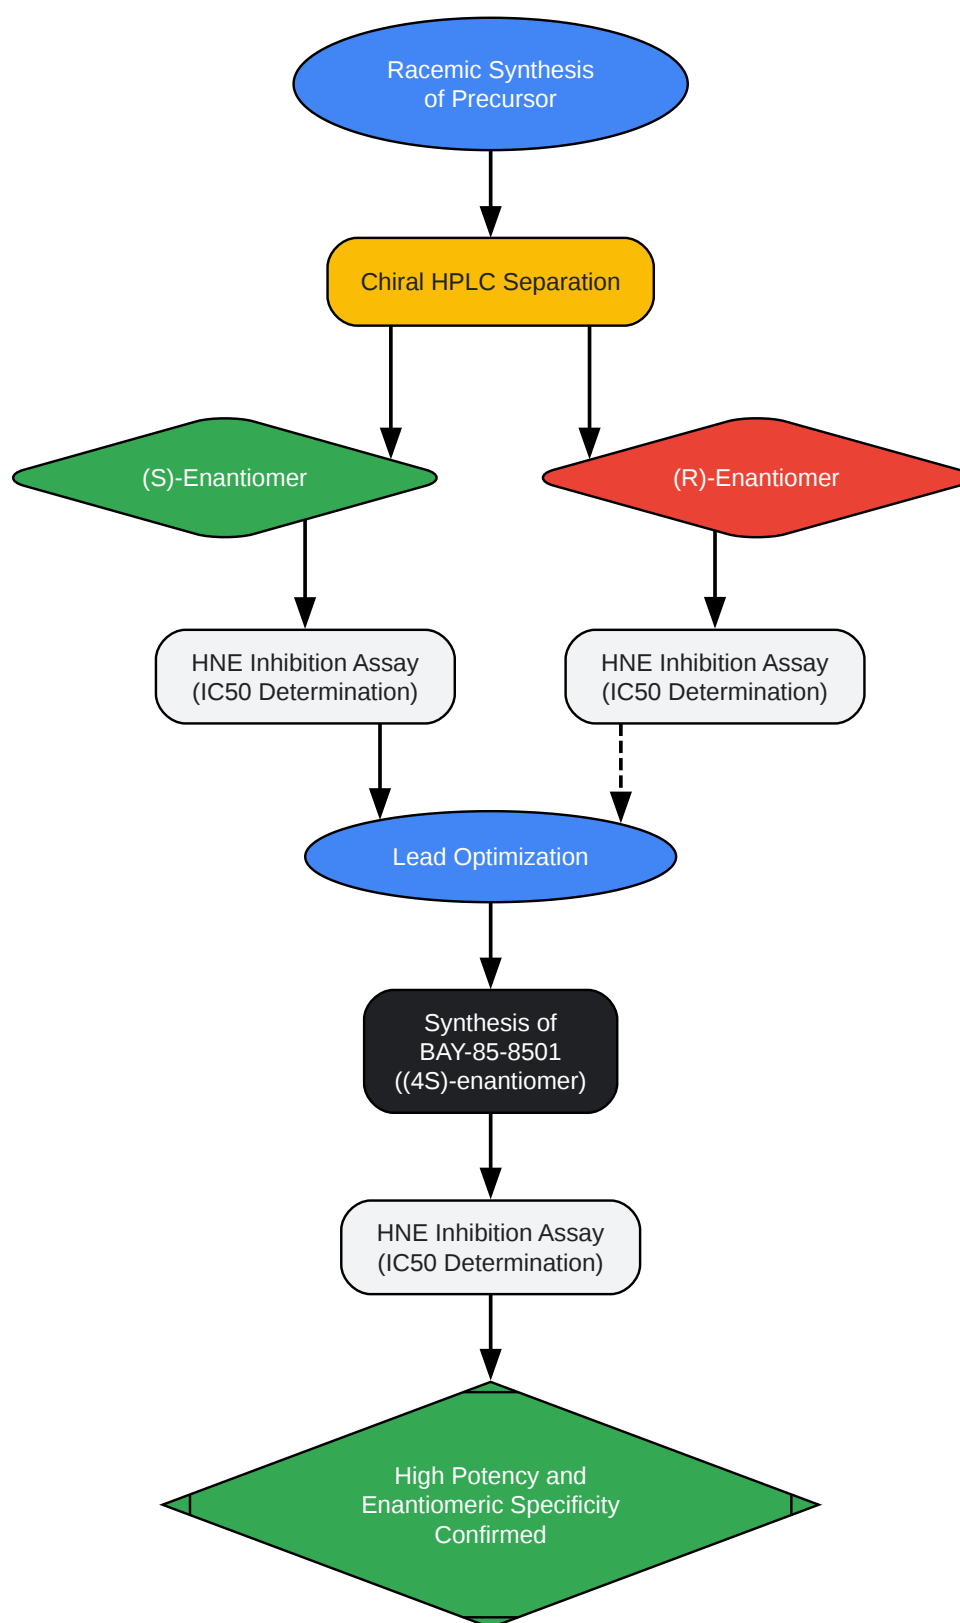 Racemic Synthesis
of Precursor
Chiral HPLC Separation
(S)-Enantiomer
(R)-Enantiomer
HNE Inhibition Assay
(IC50 Determination)
HNE Inhibition Assay
(IC50 Determination)
Lead Optimization
Synthesis of
BAY-85-8501
((4S)-enantiomer)
HNE Inhibition Assay
(IC50 Determination)
High Potency and
Enantiomeric Specificity
Confirmed